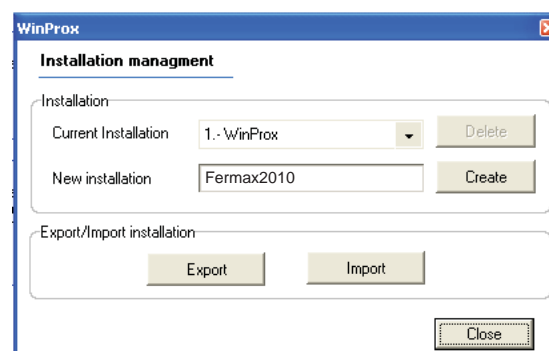 WinProx
Installation managment
Installation
Current Installation 1.- WinProx Delete
New installation Fermax2010 Create
Export/Import installation
Export Import
Close